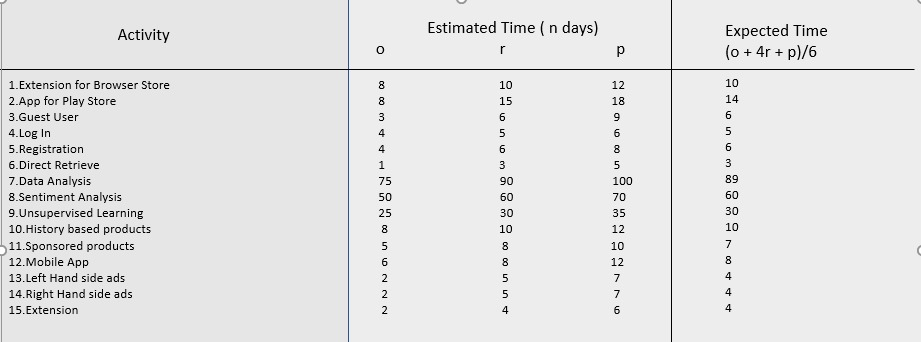 Activity Estimated Time ( n days) Expected Time
o r p (o + 4r + p)/6
1.Extension for Browser Store 8 10 12 10
2.App for Play Store 8 15 18 14
3.Guest User 3 6 9 6
4.Log In 4 5 6 5
5.Registration 4 6 8 6
6.Direct Retrieve 1 3 5 3
7.Data Analysis 75 90 100 89
8.Sentiment Analysis 50 60 70 60
9.Unsupervised Learning 25 30 35 30
10.History based products 8 10 12 10
11.Sponsored products 5 8 10 7
12.Mobile App 6 8 12 8
13.Left Hand side ads 2 5 7 4
14.Right Hand side ads 2 5 7 4
15.Extension 2 4 6 4